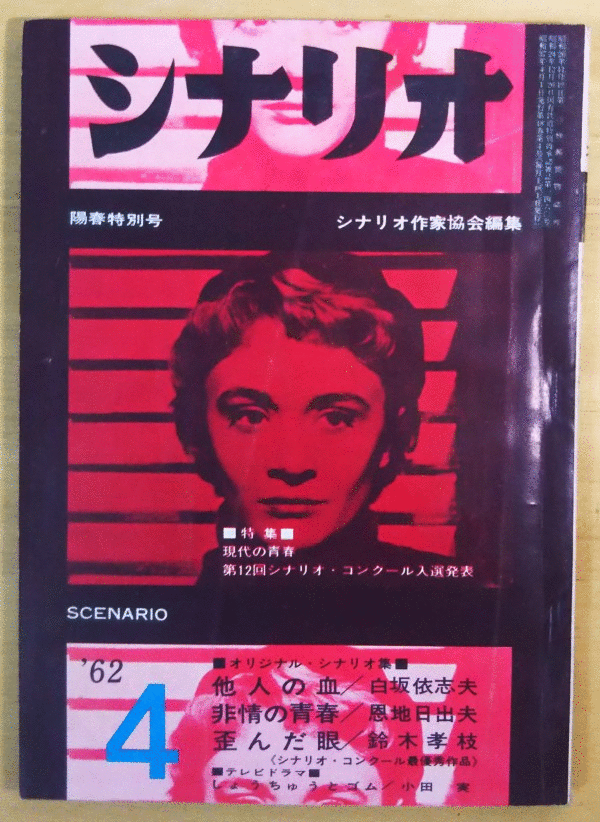 シナリオ
陽春特別号
シナリオ作家協会編集
■特集■
現代の青春
第12回シナリオ・コンクール入選発表
SCENARIO
'62
4
■オリジナル・シナリオ集■
他人の血/白坂依志夫
非情の青春/恩地日出夫
歪んだ眼/鈴木孝枝
《シナリオ・コンクール最優秀作品》
■テレビドラマ■
しょうちゅうとゴム/小田 実